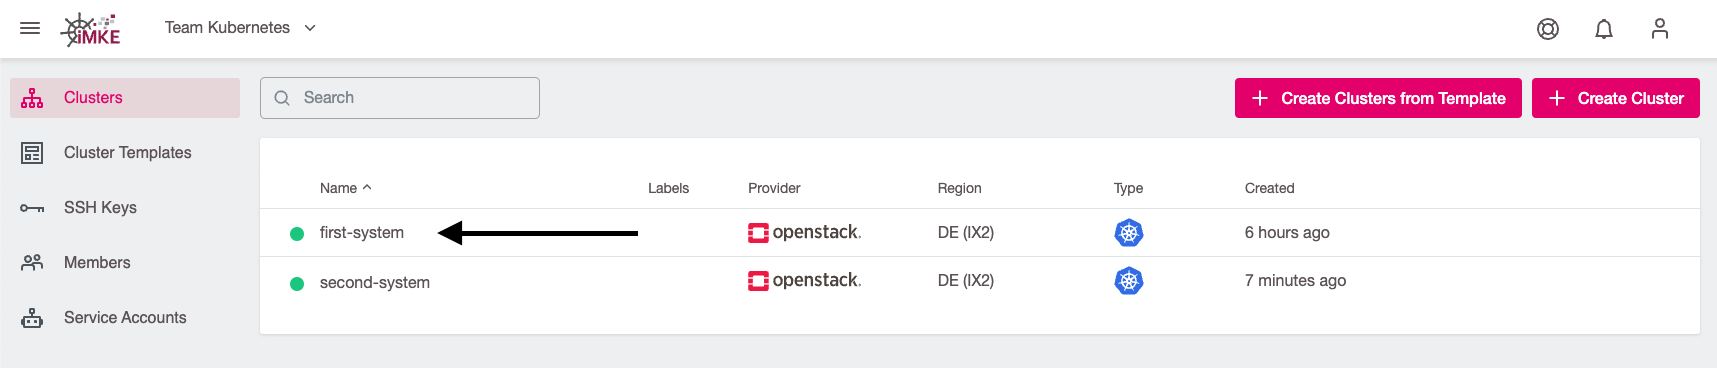 iMKE Team Kubernetes
Clusters
Search
Create Clusters from Template
Create Cluster
Cluster Templates
SSH Keys
Members
Service Accounts
Name Labels Provider Region Type Created
first-system openstack. DE (IX2) 6 hours ago
second-system openstack. DE (IX2) 7 minutes ago